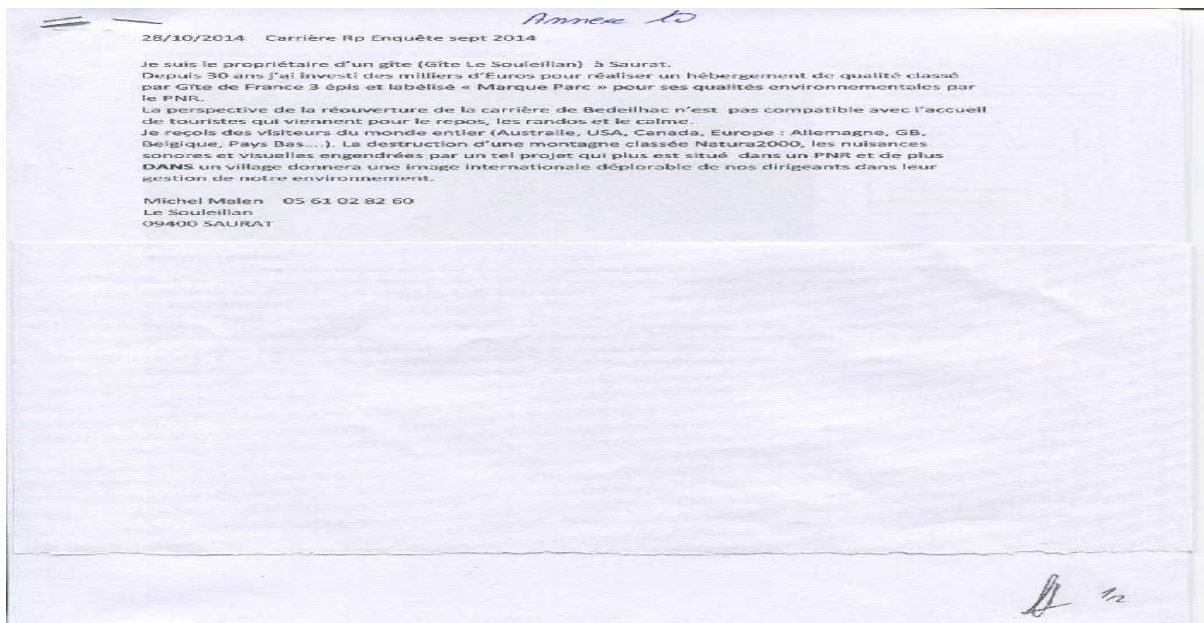 Annexe 10
28/10/2014 Carrière Rp Enquête sept 2014
Je suis le propriétaire d'un gîte (Gîte Le Souleillan) à Saurat.
Depuis 30 ans j'ai investi des milliers d'Euros pour réaliser un hébergement de qualité classé
par Gîte de France 3 épis et labélisé « Marque Parc » pour ses qualités environnementales par
le PNR.
La perspective de la réouverture de la carrière de Bedeilhac n'est pas compatible avec l'accueil
de touristes qui viennent pour le repos, les randos et le calme.
Je reçois des visiteurs du monde entier (Australie, USA, Canada, Europe : Allemagne, GB,
Belgique, Pays Bas....). La destruction d'une montagne classée Natura2000, les nuisances
sonores et visuelles engendrées par un tel projet qui plus est situé dans un PNR et de plus
DANS un village donnera une image internationale déplorable de nos dirigeants dans leur
gestion de notre environnement.
Michel Malen 05 61 02 82 60
Le Souleillan
09400 SAURAT
1/2